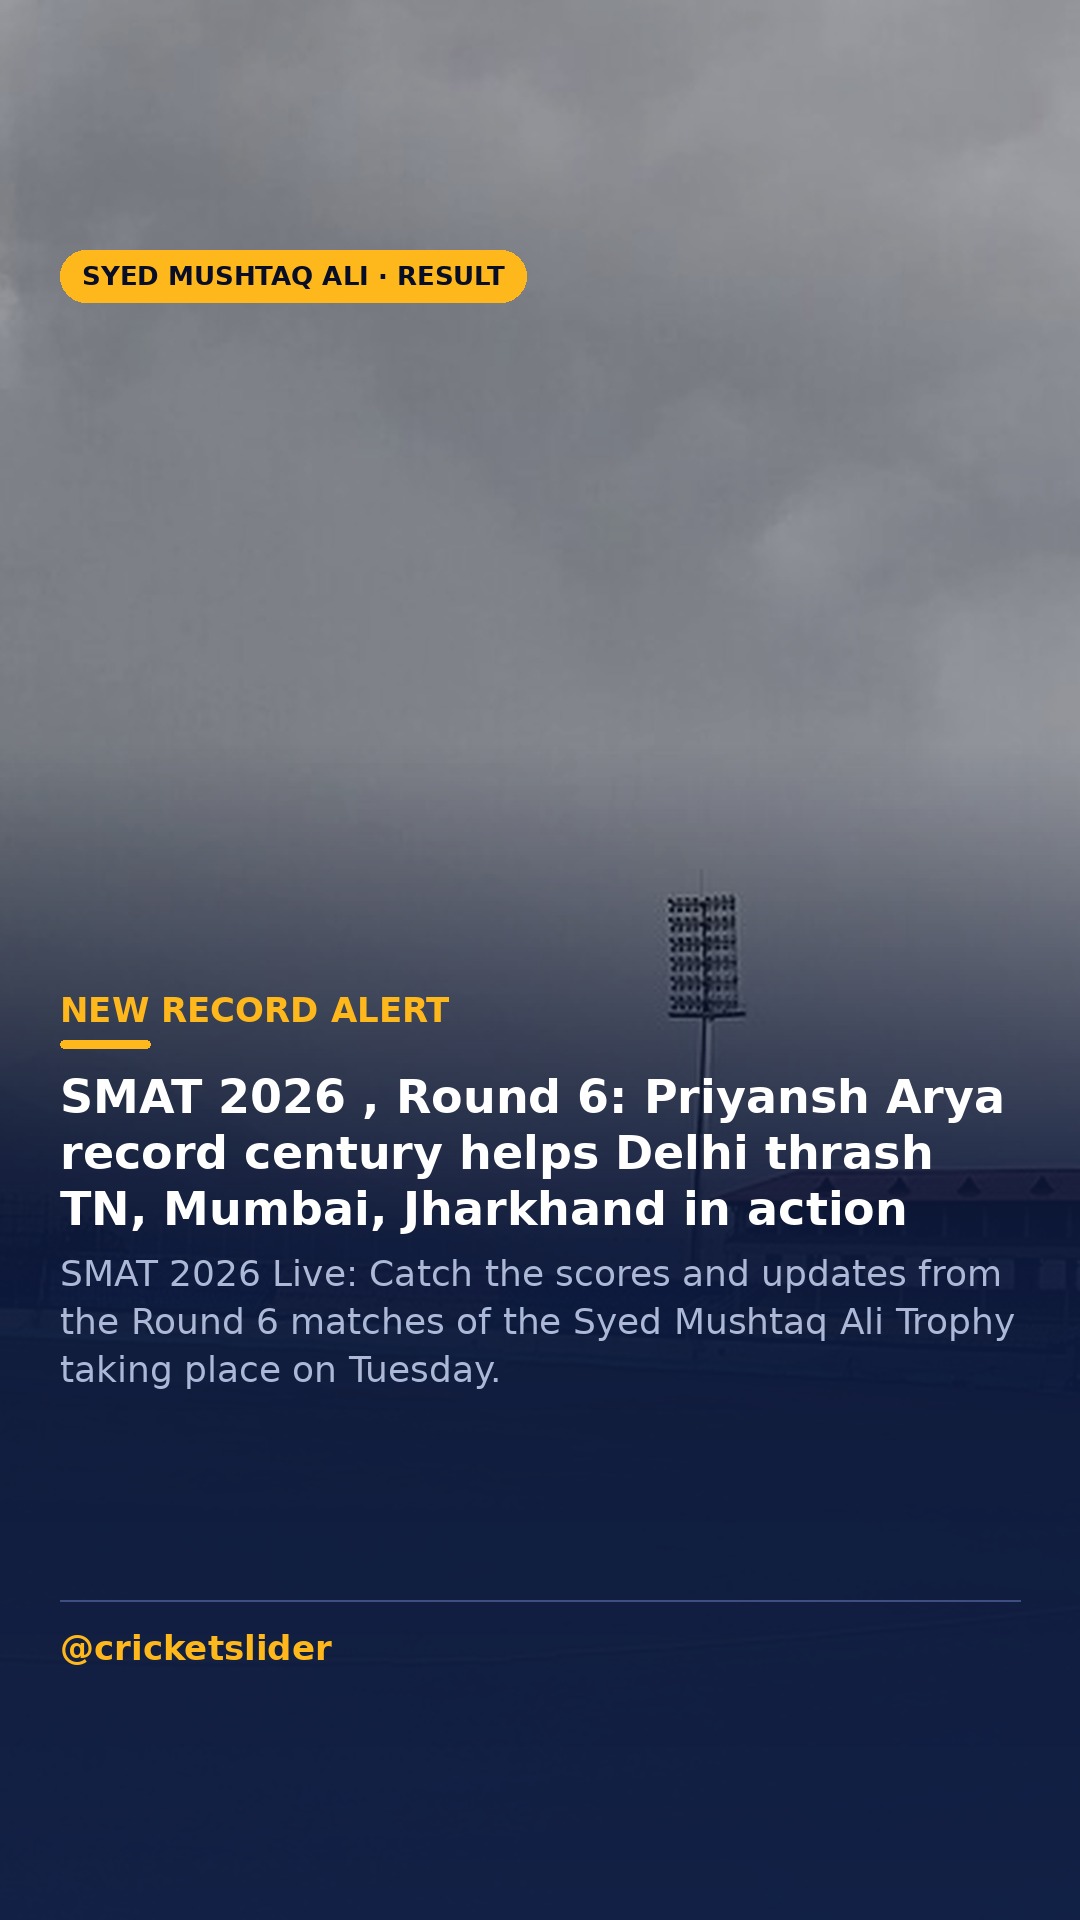 SYED MUSHTAQ ALI · RESULT
NEW RECORD ALERT
SMAT 2026 , Round 6: Priyansh Arya
record century helps Delhi thrash
TN, Mumbai, Jharkhand in action
SMAT 2026 Live: Catch the scores and updates from
the Round 6 matches of the Syed Mushtaq Ali Trophy
taking place on Tuesday.
@cricketslider